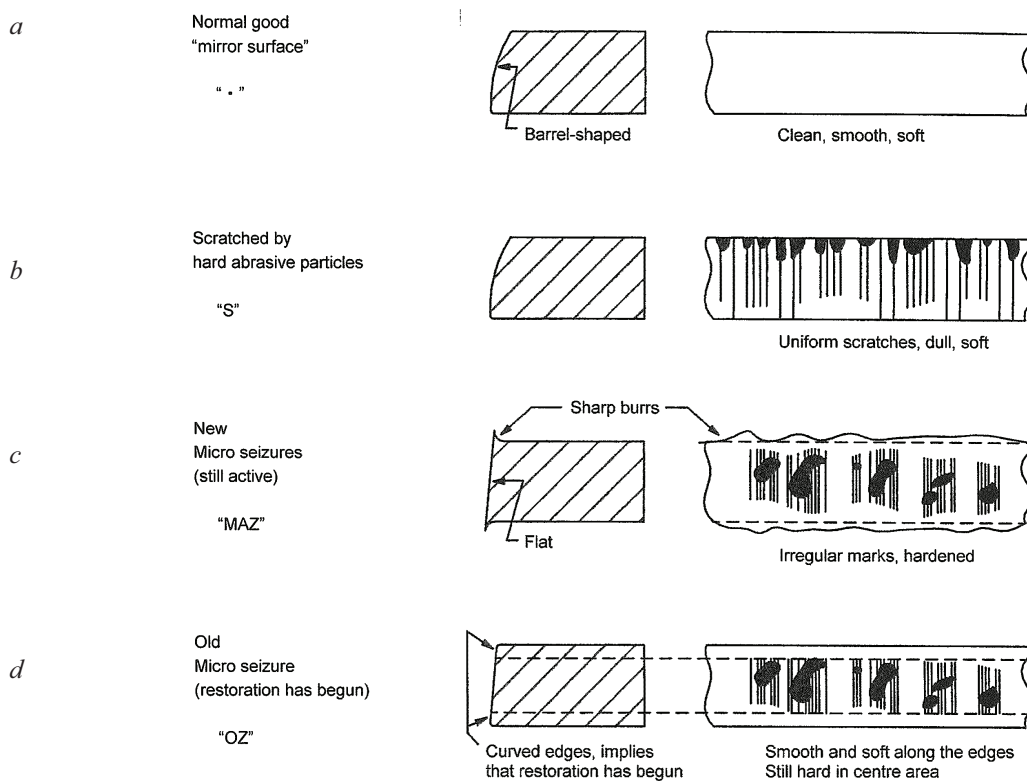 a
Normal good
“mirror surface”
“ • ”
Barrel-shaped
Clean, smooth, soft
b
Scratched by
hard abrasive particles
“S”
Uniform scratches, dull, soft
c
New
Micro seizures
(still active)
“MAZ”
Sharp burrs
Flat
Irregular marks, hardened
d
Old
Micro seizure
(restoration has begun)
“OZ”
Curved edges, implies
that restoration has begun
Smooth and soft along the edges
Still hard in centre area